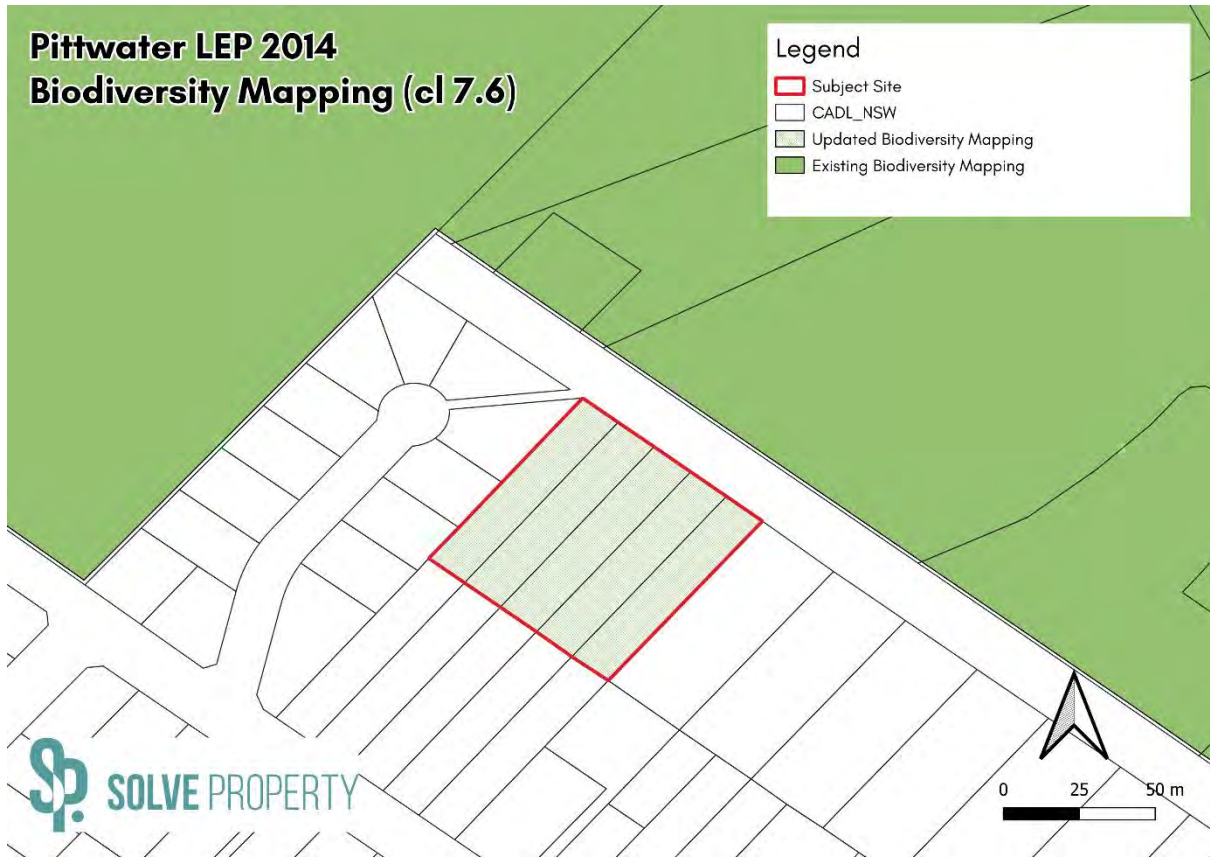 Pittwater LEP 2014
Biodiversity Mapping (cl 7.6)
Legend
Subject Site
CADL_NSW
Updated Biodiversity Mapping
Existing Biodiversity Mapping
SP.
SOLVE PROPERTY
0 25 50 m